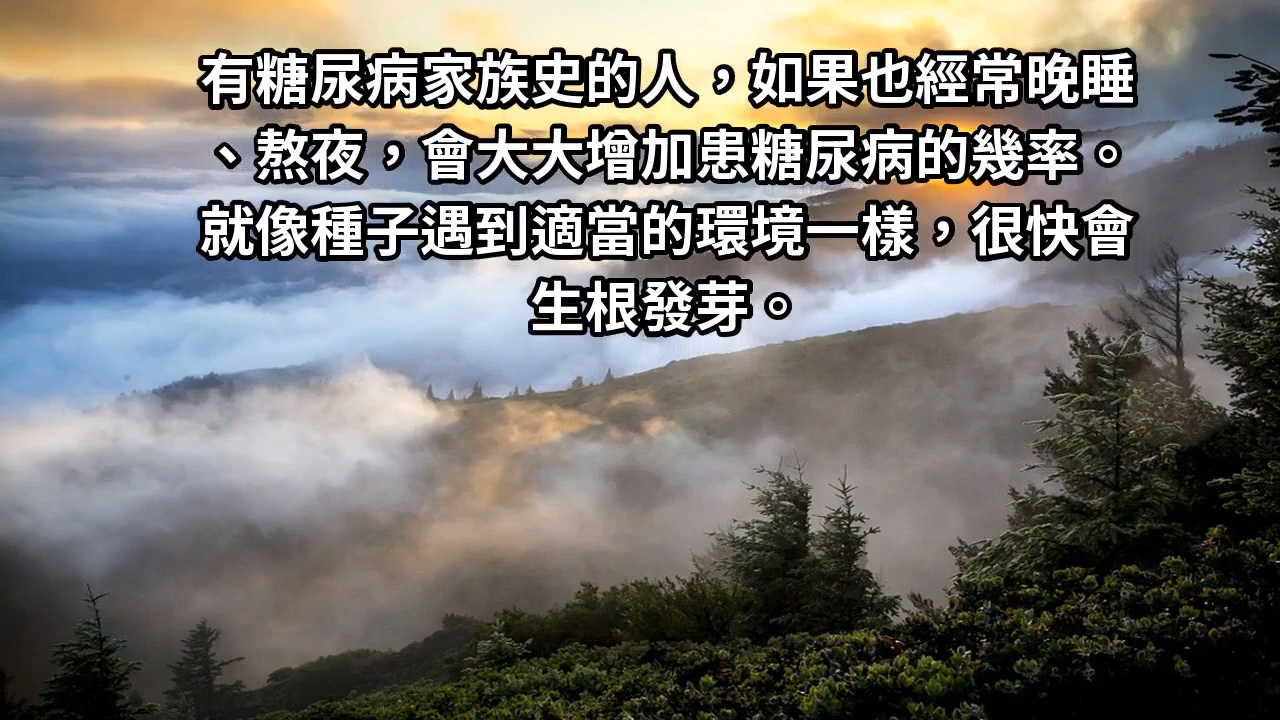 有糖尿病家族史的人，如果也經常晚睡
、熬夜，會大大增加患糖尿病的幾率。
就像種子遇到適當的環境一樣，很快會
生根發芽。